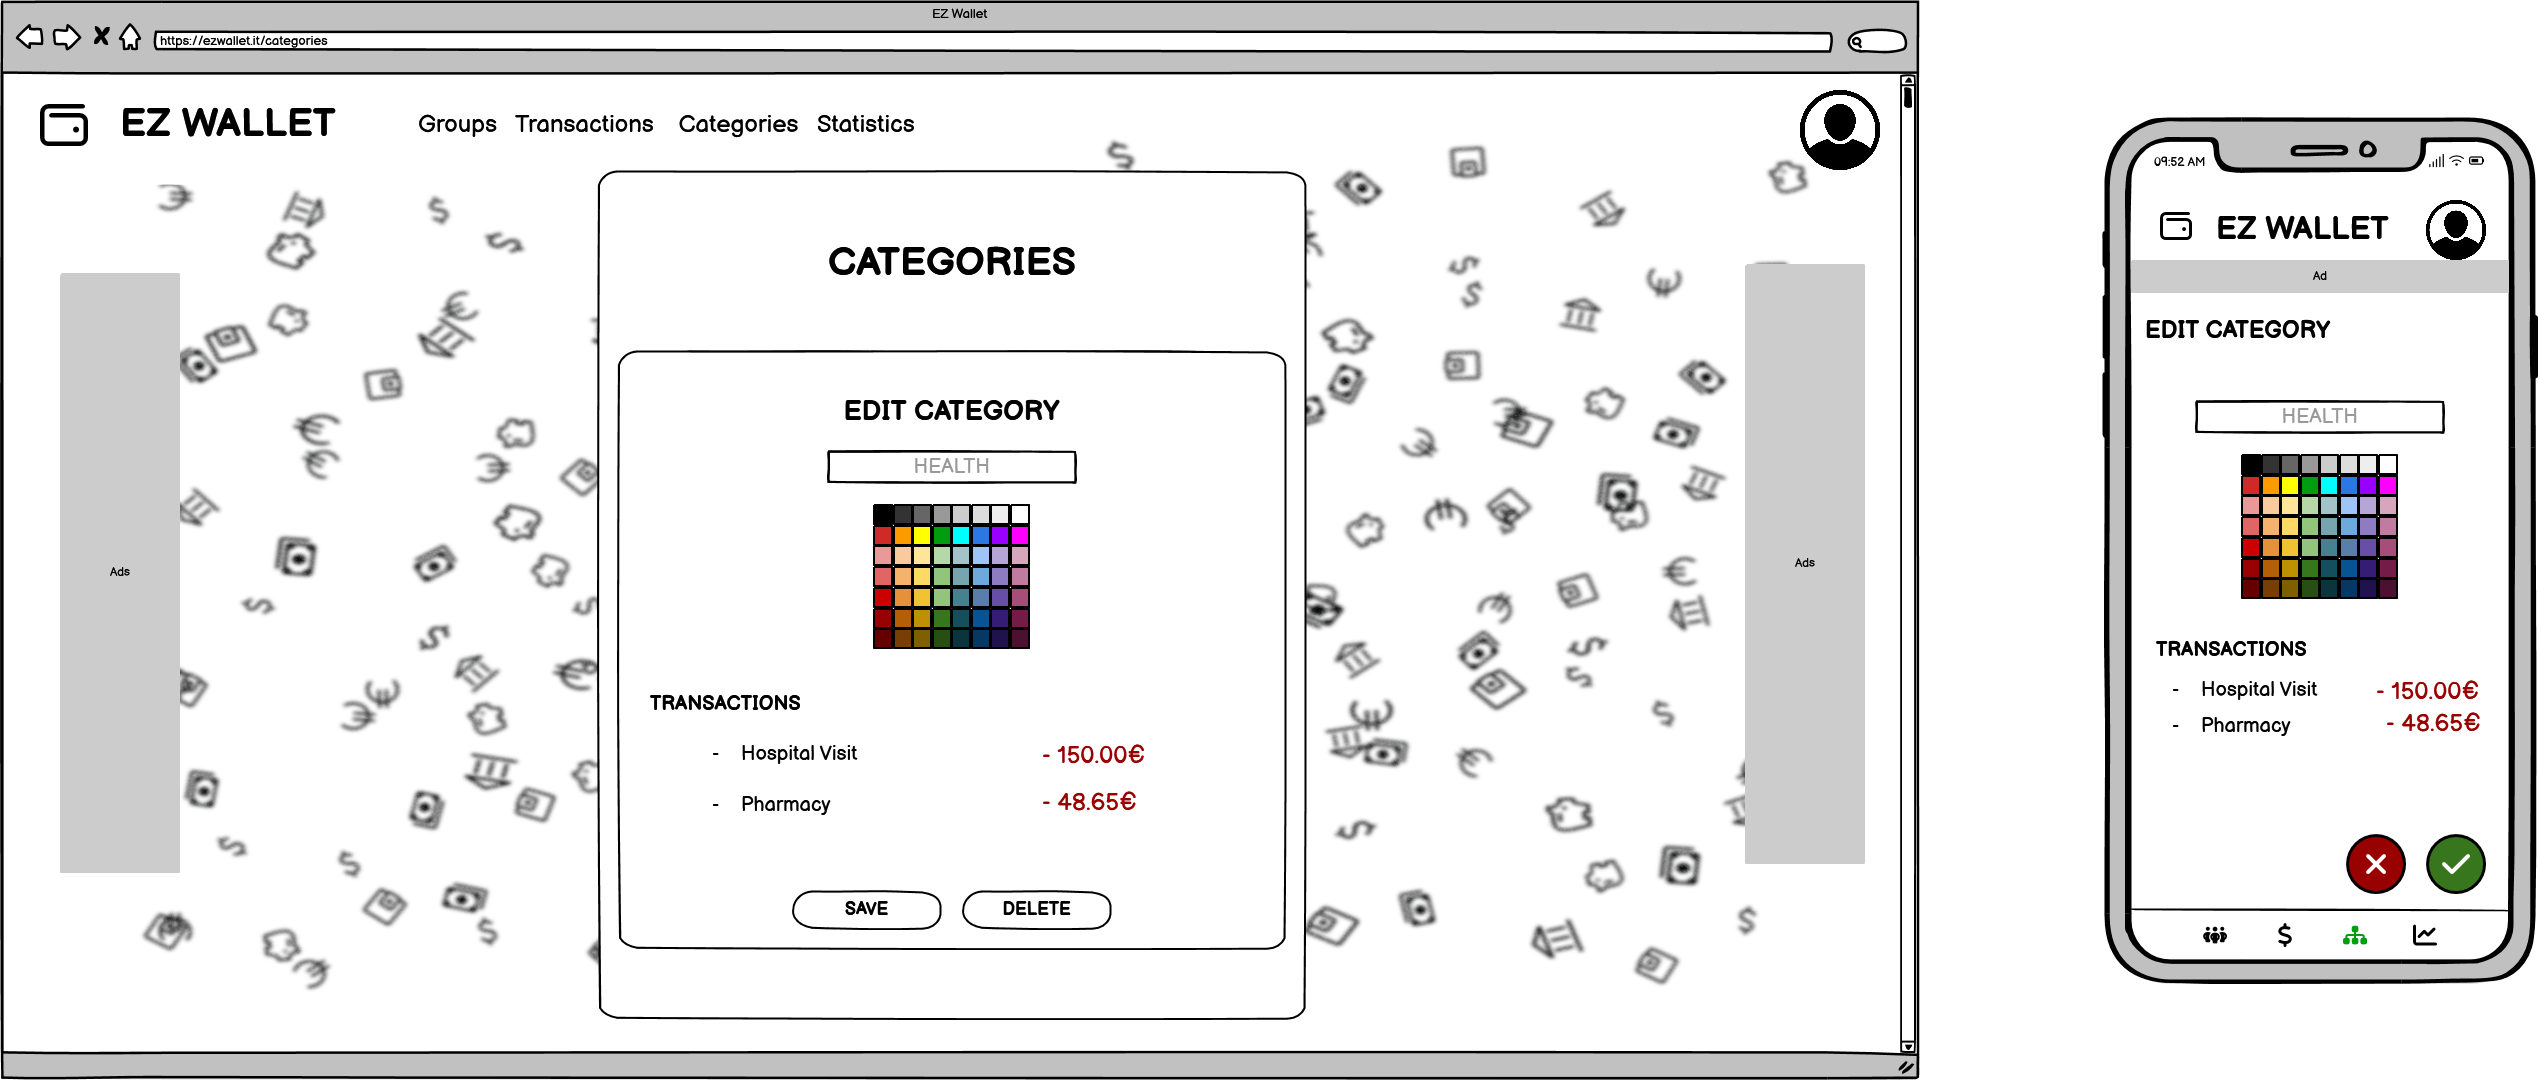 EZ Wallet
https://ezwallet.it/categories
EZ WALLET
Groups Transactions Categories Statistics
CATEGORIES
Ads
EDIT CATEGORY
HEALTH
TRANSACTIONS
- Hospital Visit - 150.00€
- Pharmacy - 48.65€
SAVE DELETE
Ads
09:52 AM
EZ WALLET
Ad
EDIT CATEGORY
HEALTH
TRANSACTIONS
- Hospital Visit - 150.00€
- Pharmacy - 48.65€